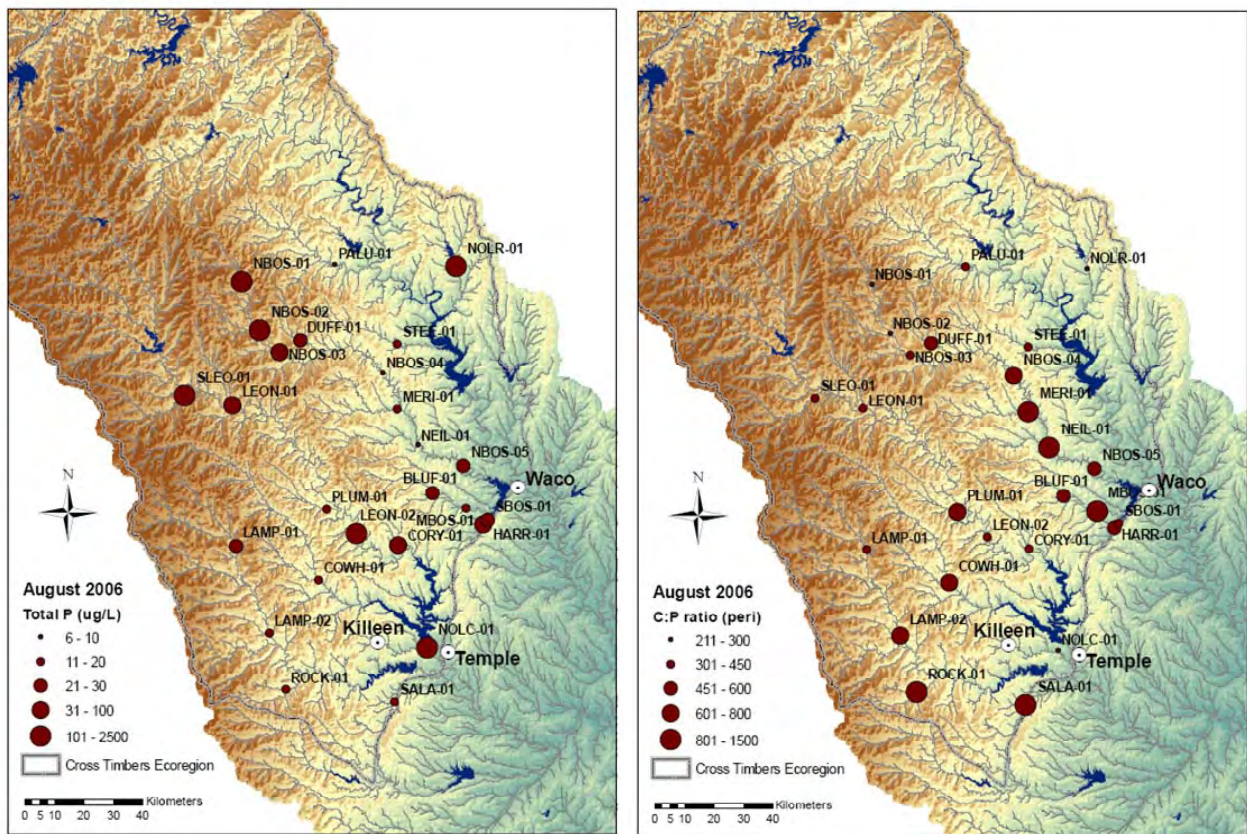 NOLR-01
PALU-01
NBOS-01
NBOS-02
DUFF-01
STEE-01
NBOS-03
NBOS-04
SLEO-01
LEON-01
MERI-01
NEIL-01
NBOS-05
Waco
BLUF-01
PLUM-01
SBOS-01
LEON-02
MBOS-01
HARR-01
CORY-01
LAMP-01
COWH-01
N
August 2006
Total P (ug/L)
6 - 10
11 - 20
21 - 30
31 - 100
101 - 2500
LAMP-02
Killeen
NOLC-01
Temple
ROCK-01
SALA-01
Cross Timbers Ecoregion
Kilometers
0 5 10 20 30 40
PALU-01
NOLR-01
NBOS-01
NBOS-02
DUFF-01
STEE-01
NBOS-03
NBOS-04
SLEO-01
LEON-01
MERI-01
NEIL-01
NBOS-05
Waco
BLUF-01
PLUM-01
SBOS-01
LEON-02
HARR-01
CORY-01
LAMP-01
COWH-01
N
August 2006
C:P ratio (peri)
211 - 300
301 - 450
451 - 600
601 - 800
801 - 1500
LAMP-02
Killeen
NOLC-01
Temple
ROCK-01
SALA-01
Cross Timbers Ecoregion
Kilometers
0 5 10 20 30 40